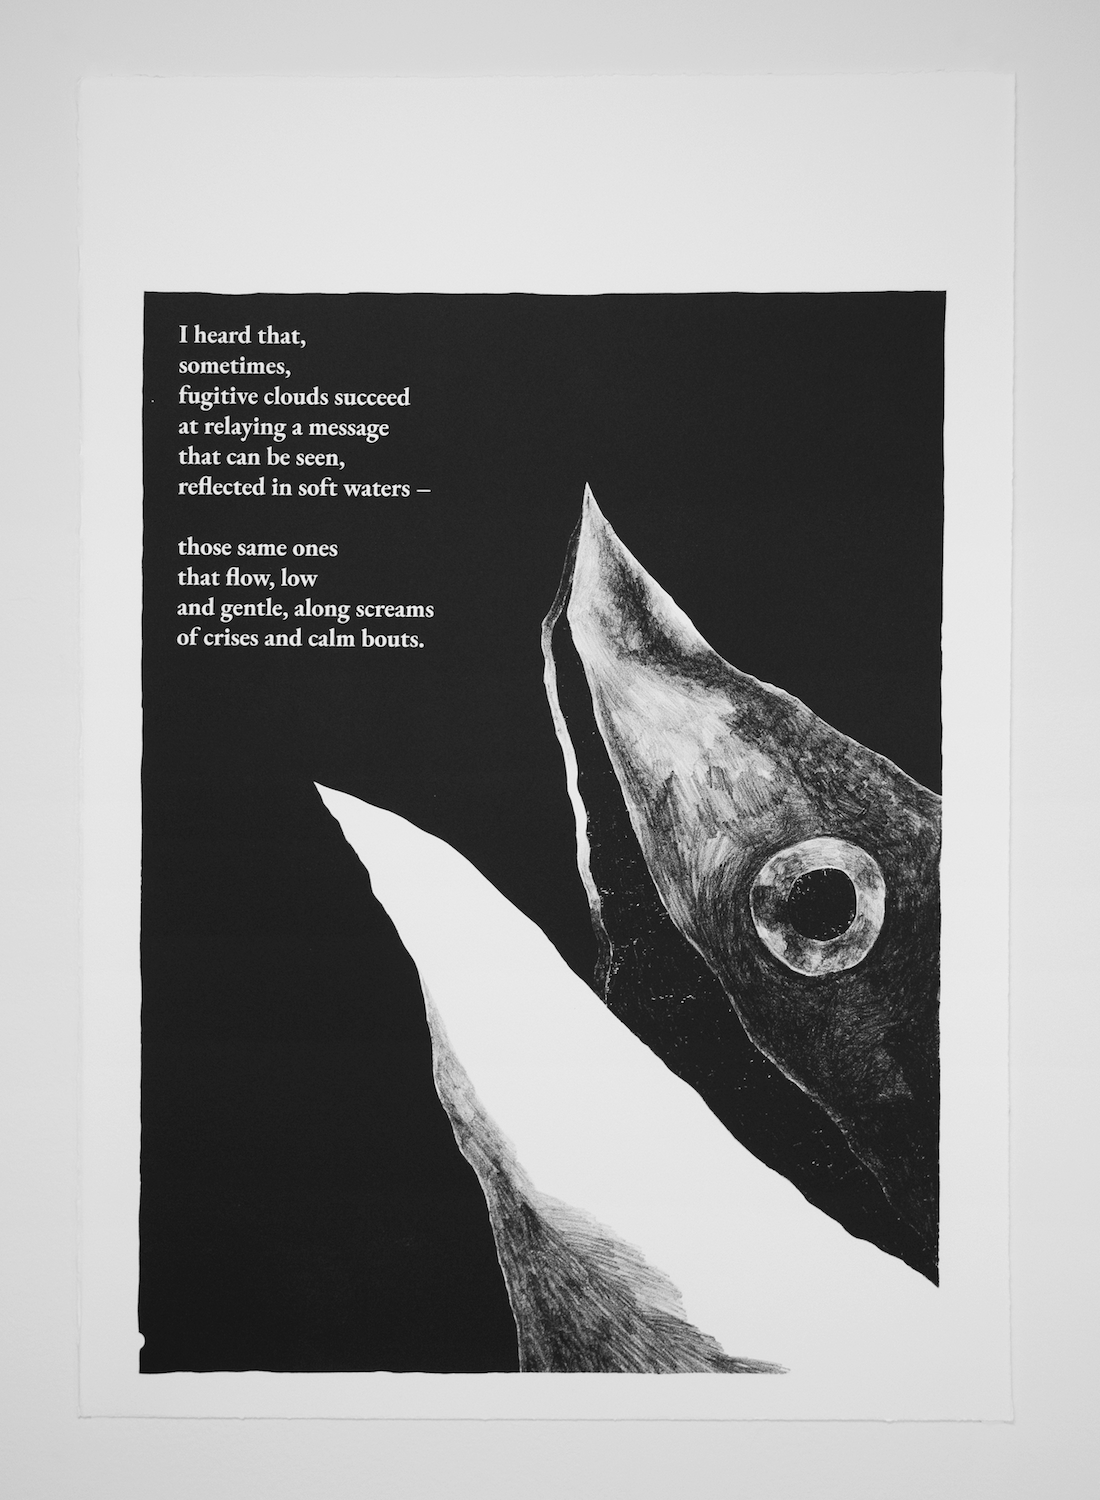 I heard that,
sometimes,
fugitive clouds succeed
at relaying a message
that can be seen,
reflected in soft waters –
those same ones
that flow, low
and gentle, along screams
of crises and calm bouts.